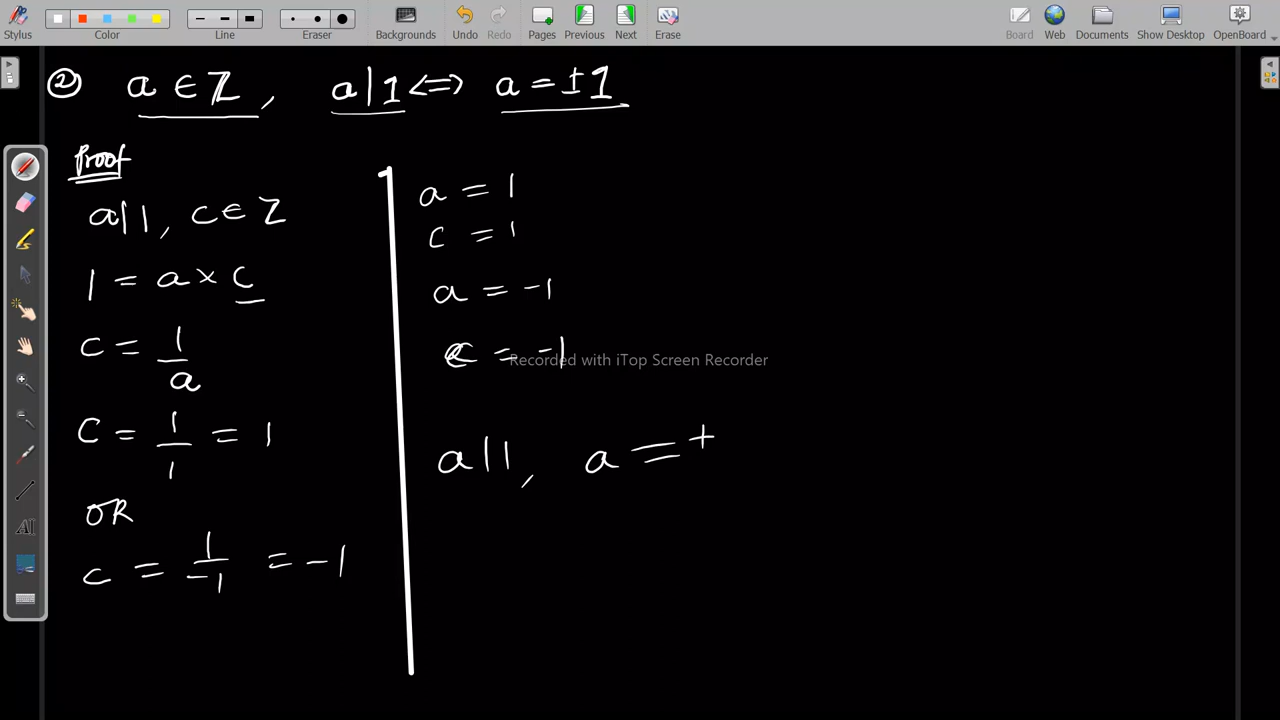 Stylus
Color
Line
Eraser
Backgrounds
Undo
Redo
Pages
Previous
Next
Erase
Board
Web
Documents
Show Desktop
OpenBoard
② a ∈ ℤ, a|1 ⇔ a = ±1
Proof
a|1, c ∈ Z
1 = a × c
c = 1/a
C = 1/1 = 1
OR
c = 1/-1 = -1
a = 1
c = 1
a = -1
c = -1
Recorded with iTop Screen Recorder
a|1, a = +